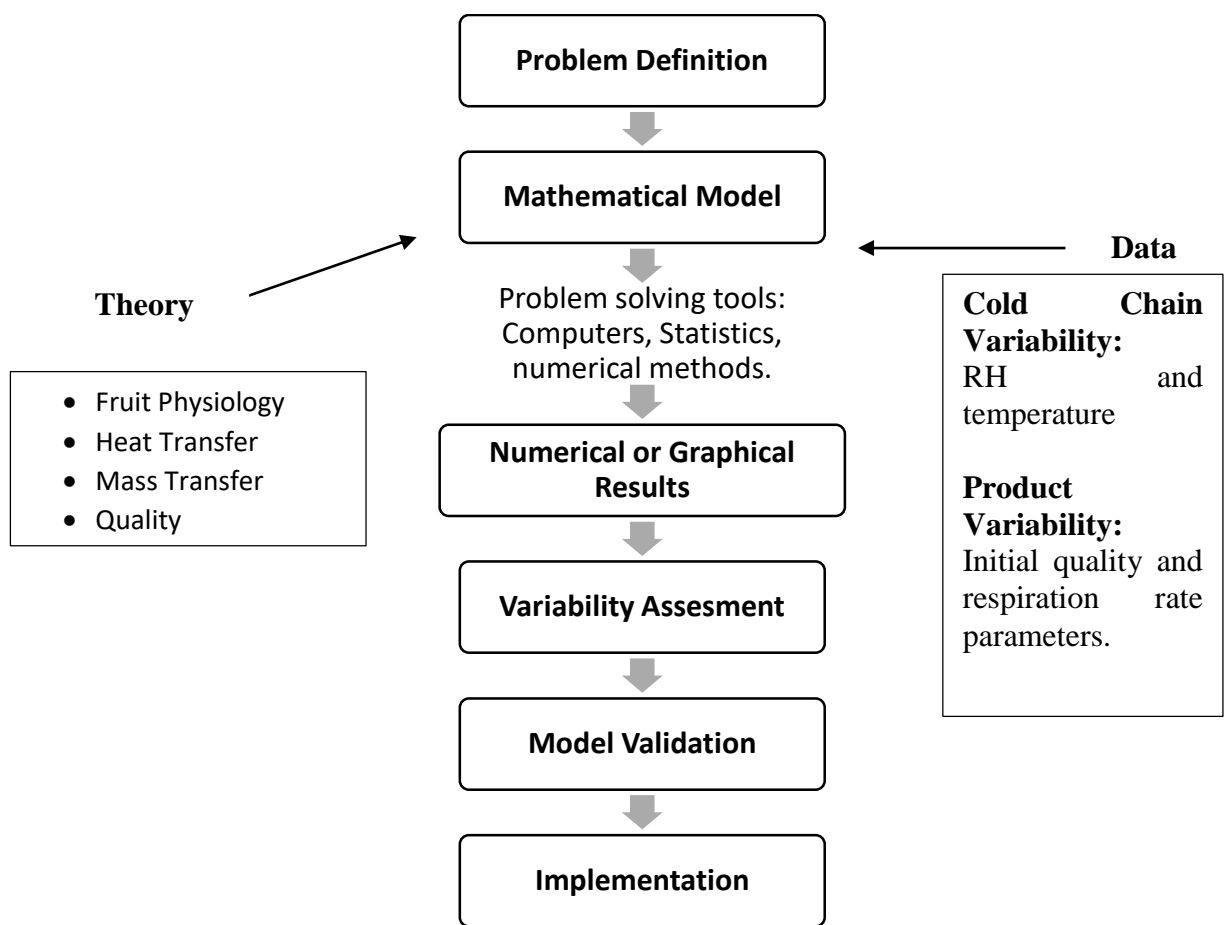 Problem Definition
Mathematical Model
Theory
• Fruit Physiology
• Heat Transfer
• Mass Transfer
• Quality
Data
Cold Chain
Variability:
RH and
temperature
Product
Variability:
Initial quality and
respiration rate
parameters.
Problem solving tools:
Computers, Statistics,
numerical methods.
Numerical or Graphical
Results
Variability Assesment
Model Validation
Implementation